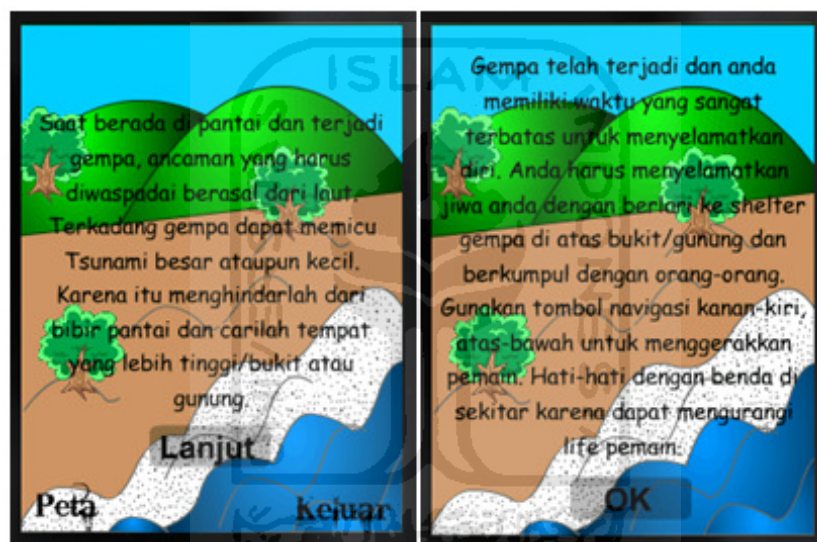 Saat berada di pantai dan terjadi
gempa, ancaman yang harus
diwaspadai berasal dari laut.
Terkadang gempa dapat memicu
Tsunami besar ataupun kecil.
Karena itu menghindarlah dari
bibir pantai dan carilah tempat
yang lebih tinggi/bukit atau
gunung.
Lanjut
Peta
Keluar
Gempa telah terjadi dan anda
memiliki waktu yang sangat
terbatas untuk menyelamatkan
diri. Anda harus menyelamatkan
jiwa anda dengan berlari ke shelter
gempa di atas bukit/gunung dan
berkumpul dengan orang-orang.
Gunakan tombol navigasi kanan-kiri,
atas-bawah untuk menggerakkan
pemain. Hati-hati dengan benda di
sekitar karena dapat mengurangi
life pemain.
OK
ISLAM